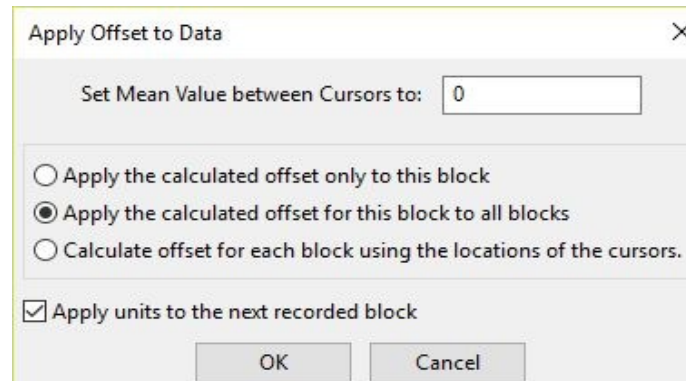 Apply Offset to Data
Set Mean Value between Cursors to: 0
Apply the calculated offset only to this block
Apply the calculated offset for this block to all blocks
Calculate offset for each block using the locations of the cursors.
Apply units to the next recorded block
OK Cancel